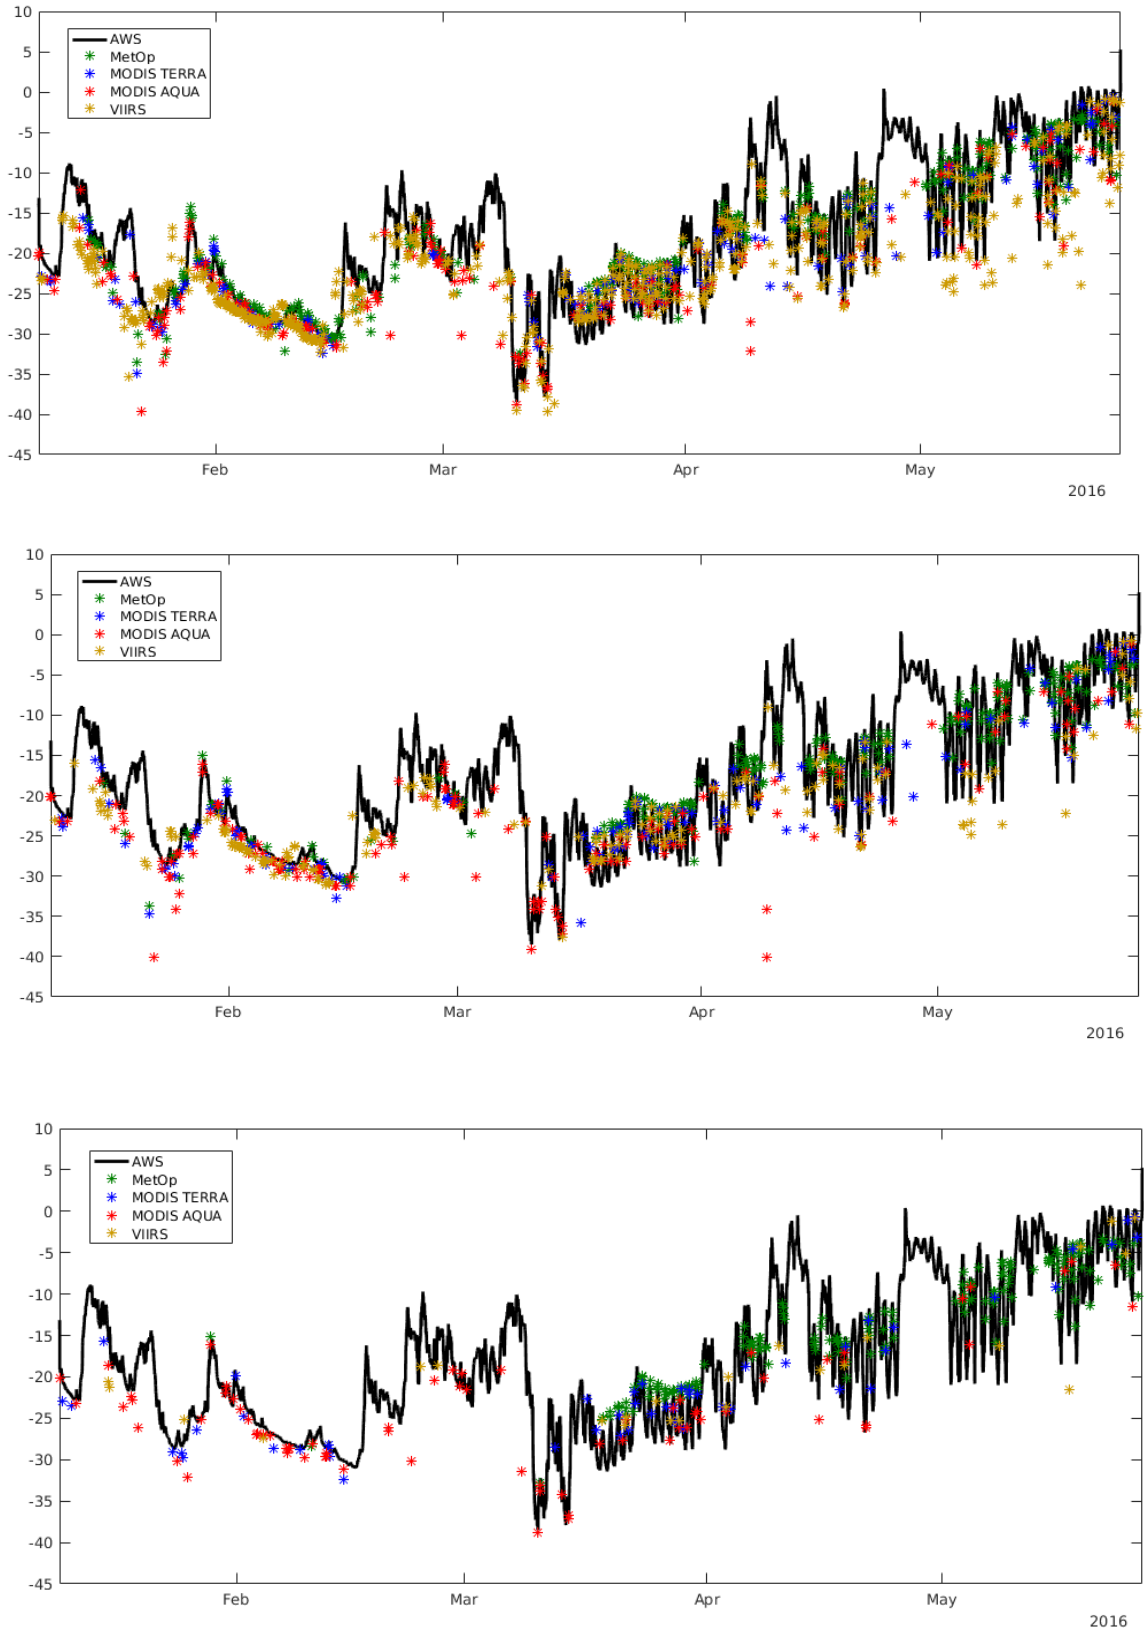 10
5
0
-5
-10
-15
-20
-25
-30
-35
-40
-45
AWS
MetOp
MODIS TERRA
MODIS AQUA
VIIRS
Feb Mar Apr May
2016
10
5
0
-5
-10
-15
-20
-25
-30
-35
-40
-45
AWS
MetOp
MODIS TERRA
MODIS AQUA
VIIRS
Feb Mar Apr May
2016
10
5
0
-5
-10
-15
-20
-25
-30
-35
-40
-45
AWS
MetOp
MODIS TERRA
MODIS AQUA
VIIRS
Feb Mar Apr May
2016